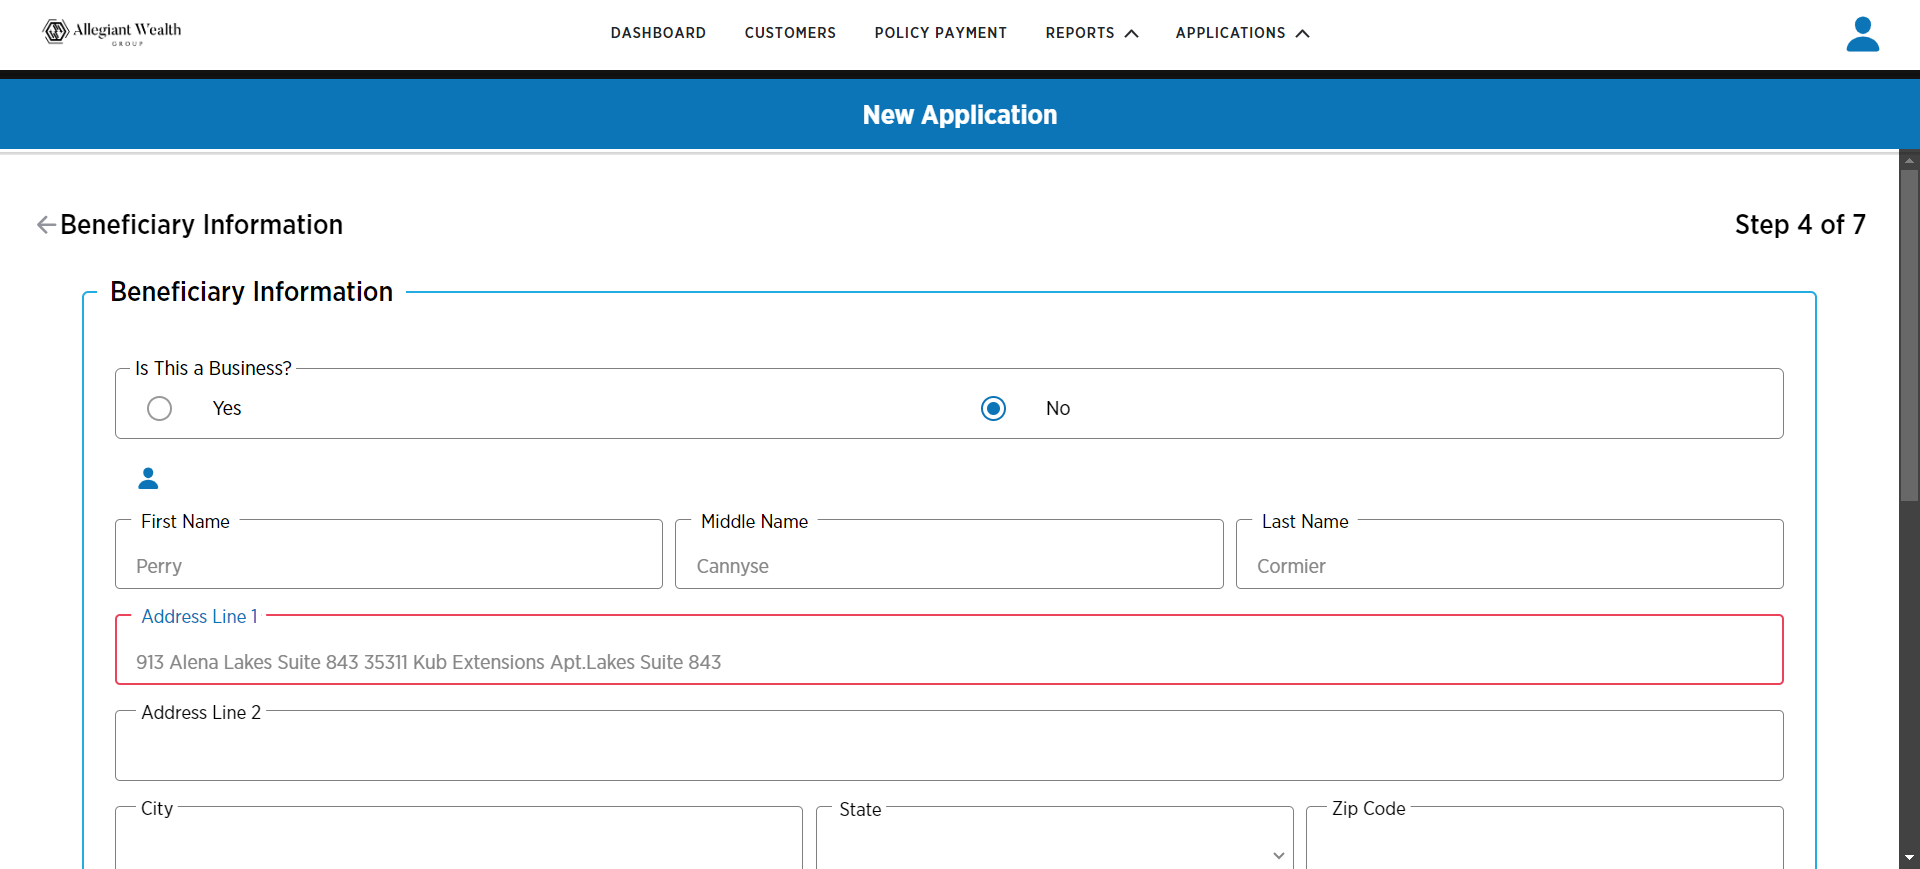 Allegiant Wealth
GROUP
DASHBOARD CUSTOMERS POLICY PAYMENT REPORTS APPLICATIONS
New Application
Beneficiary Information
Step 4 of 7
Beneficiary Information
Is This a Business?
Yes No
First Name Middle Name Last Name
Perry Cannyse Cormier
Address Line 1
913 Alena Lakes Suite 843 35311 Kub Extensions Apt.Lakes Suite 843
Address Line 2
City State Zip Code